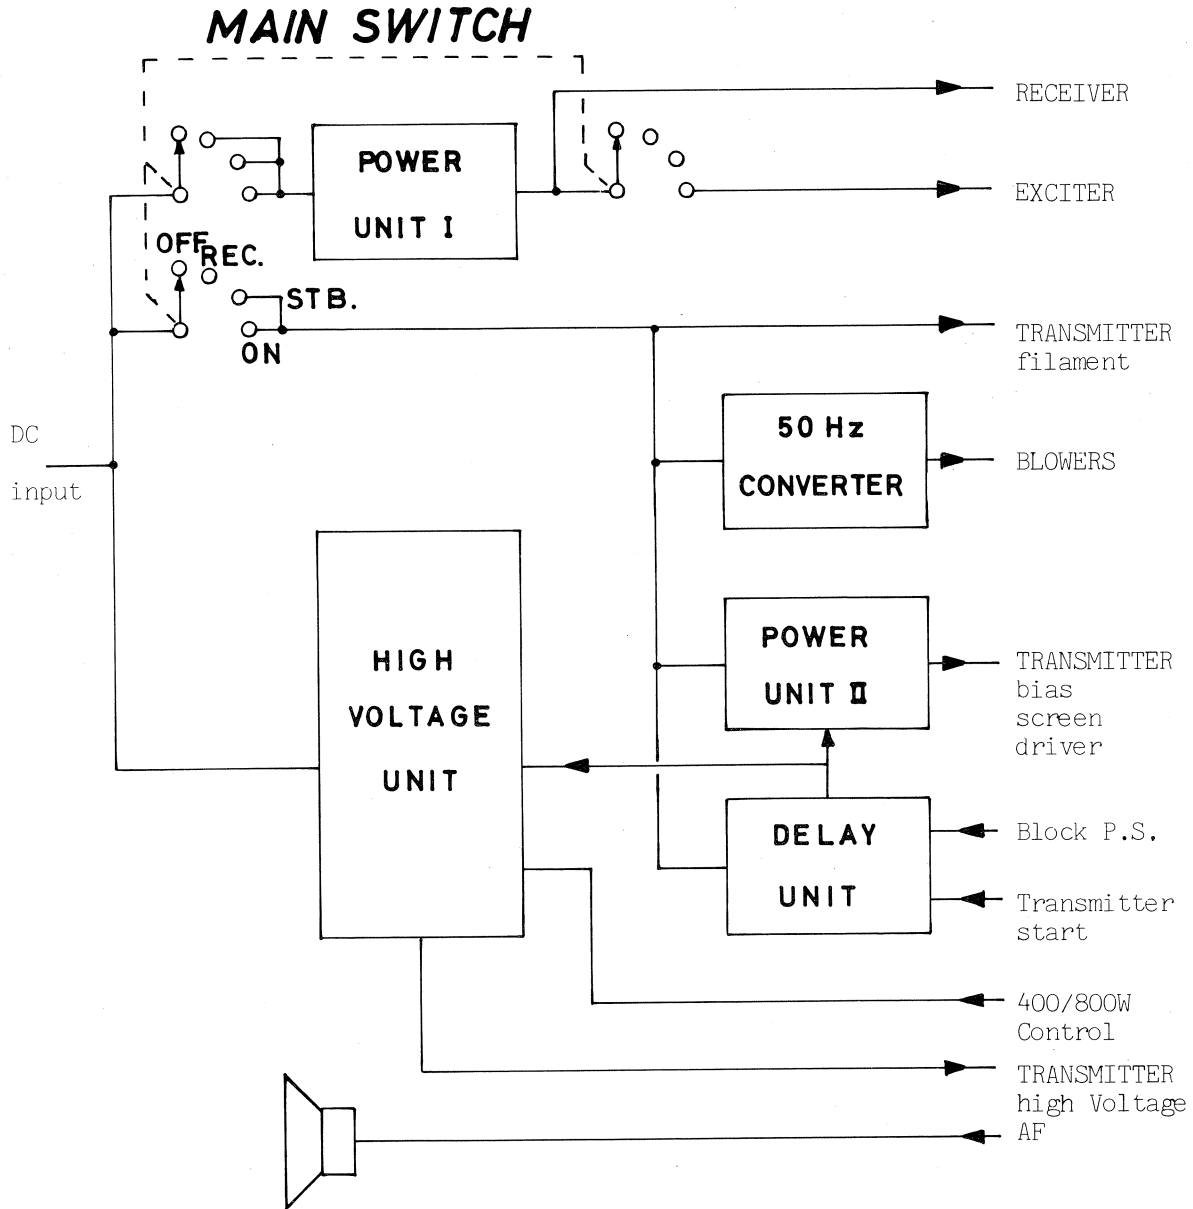 MAIN SWITCH
RECEIVER
POWER
UNIT I
EXCITER
OFF
REC.
STB.
ON
TRANSMITTER
filament
DC
input
50 Hz
CONVERTER
BLOWERS
HIGH
VOLTAGE
UNIT
POWER
UNIT II
TRANSMITTER
bias
screen
driver
DELAY
UNIT
Block P.S.
Transmitter
start
400/800W
Control
TRANSMITTER
high Voltage
AF